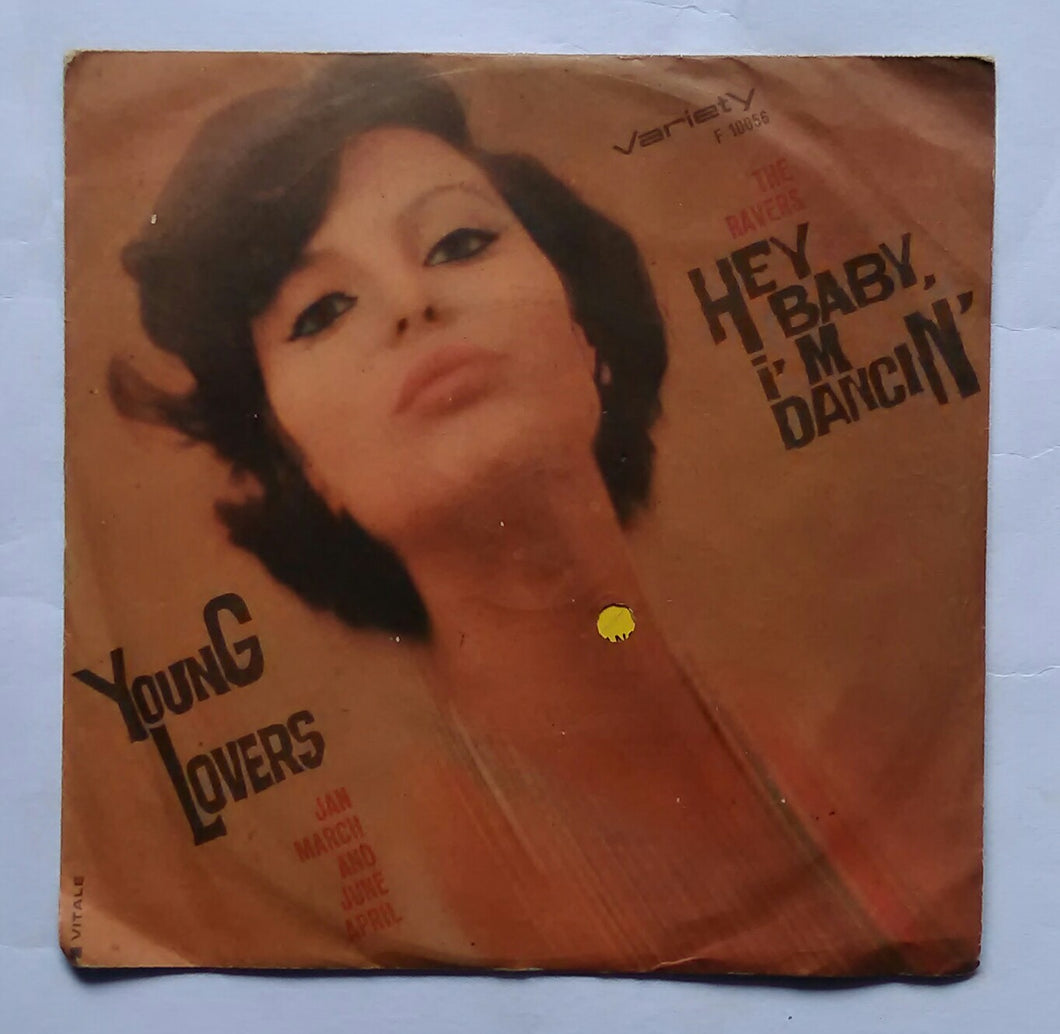 Variety
F 10056
THE
RAVERS
HEY
BABY,
i'M
DANCIN'
YOUNG
LOVERS
JAN
MARCH
AND
JUNE
APRIL
VITALE